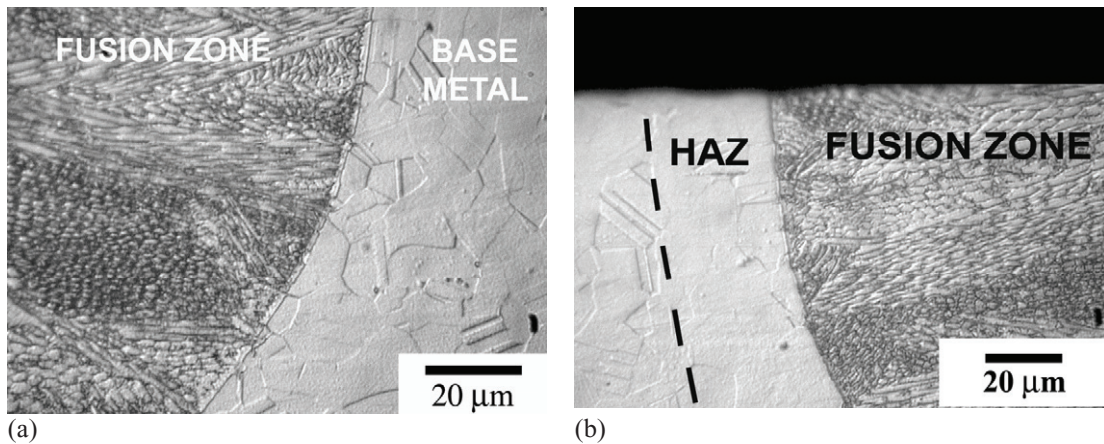 FUSION ZONE
BASE
METAL
20 μm
(a)
HAZ
FUSION ZONE
20 μm
(b)